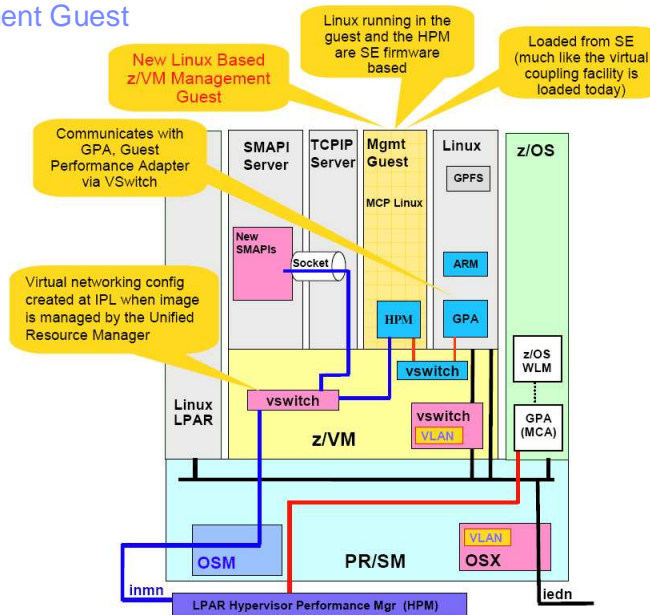 ent Guest
New Linux Based
z/VM Management
Guest
Linux running in the
guest and the HPM
are SE firmware
based
Loaded from SE
(much like the virtual
coupling facility is
loaded today)
Communicates with
GPA, Guest
Performance Adapter
via VSwitch
Virtual networking config
created at IPL when image
is managed by the Unified
Resource Manager
SMAPI
Server
TCPIP
Server
Mgmt
Guest
Linux
z/OS
GPFS
MCP Linux
New
SMAPIs
Socket
ARM
HPM
GPA
z/OS
WLM
vswitch
vswitch
Linux
LPAR
z/VM
vswitch
VLAN
GPA
(MCA)
OSM
PR/SM
VLAN
OSX
inmn
iedn
LPAR Hypervisor Performance Mgr (HPM)